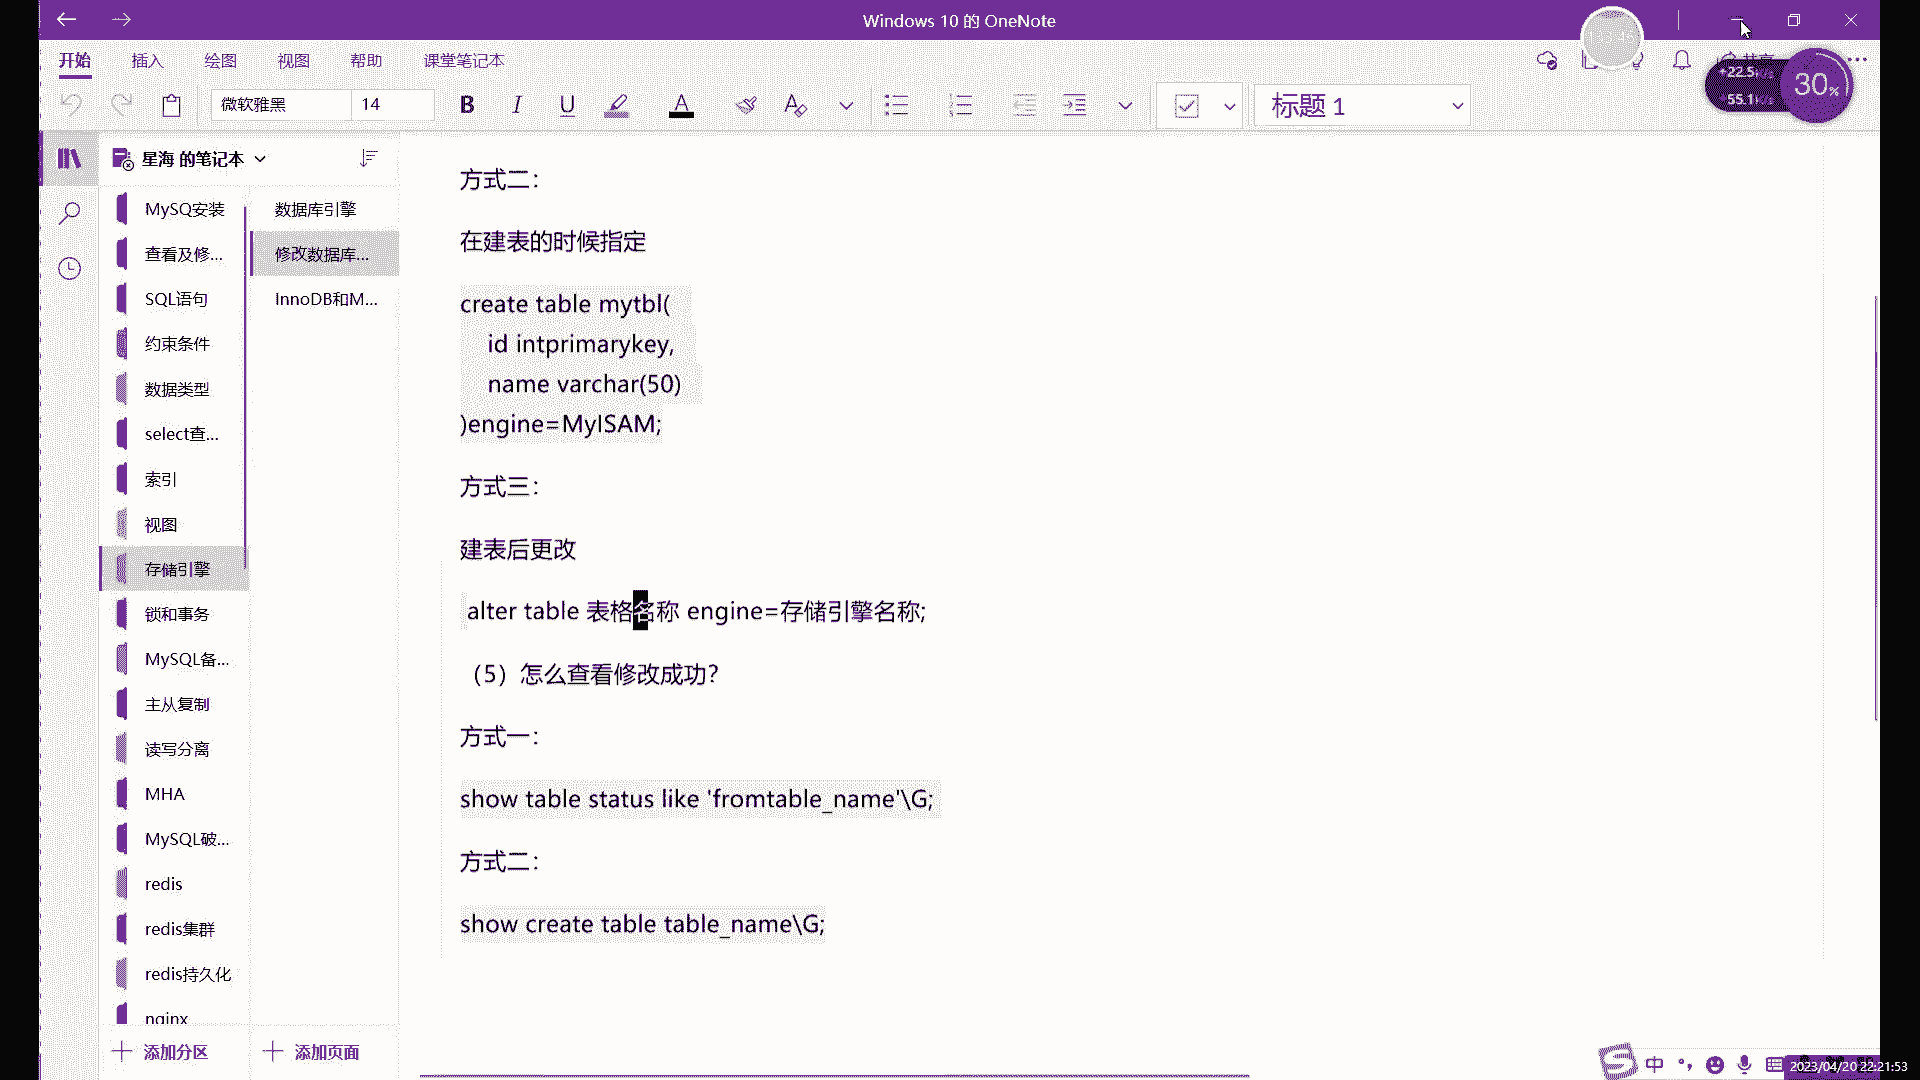 Windows 10 的 OneNote
开始 插入 绘图 视图 帮助 课堂笔记本
共享
+22.5K/s
55.1K/s
30%
微软雅黑 14 B I U A 标题 1
星海 的笔记本
MySQ安装
查看及修...
SQL语句
约束条件
数据类型
select查...
索引
视图
存储引擎
锁和事务
MySQL备...
主从复制
读写分离
MHA
MySQL破...
redis
redis集群
redis持久化
nginx
添加分区
数据库引擎
修改数据库...
InnoDB和M...
添加页面
方式二：
在建表的时候指定
create table mytbl(
id intprimarykey,
name varchar(50)
)engine=MyISAM;
方式三：
建表后更改
alter table 表格名称 engine=存储引擎名称;
（5）怎么查看修改成功？
方式一：
show table status like 'fromtable_name'\G;
方式二：
show create table table_name\G;
中
2023/04/20 22:21:53